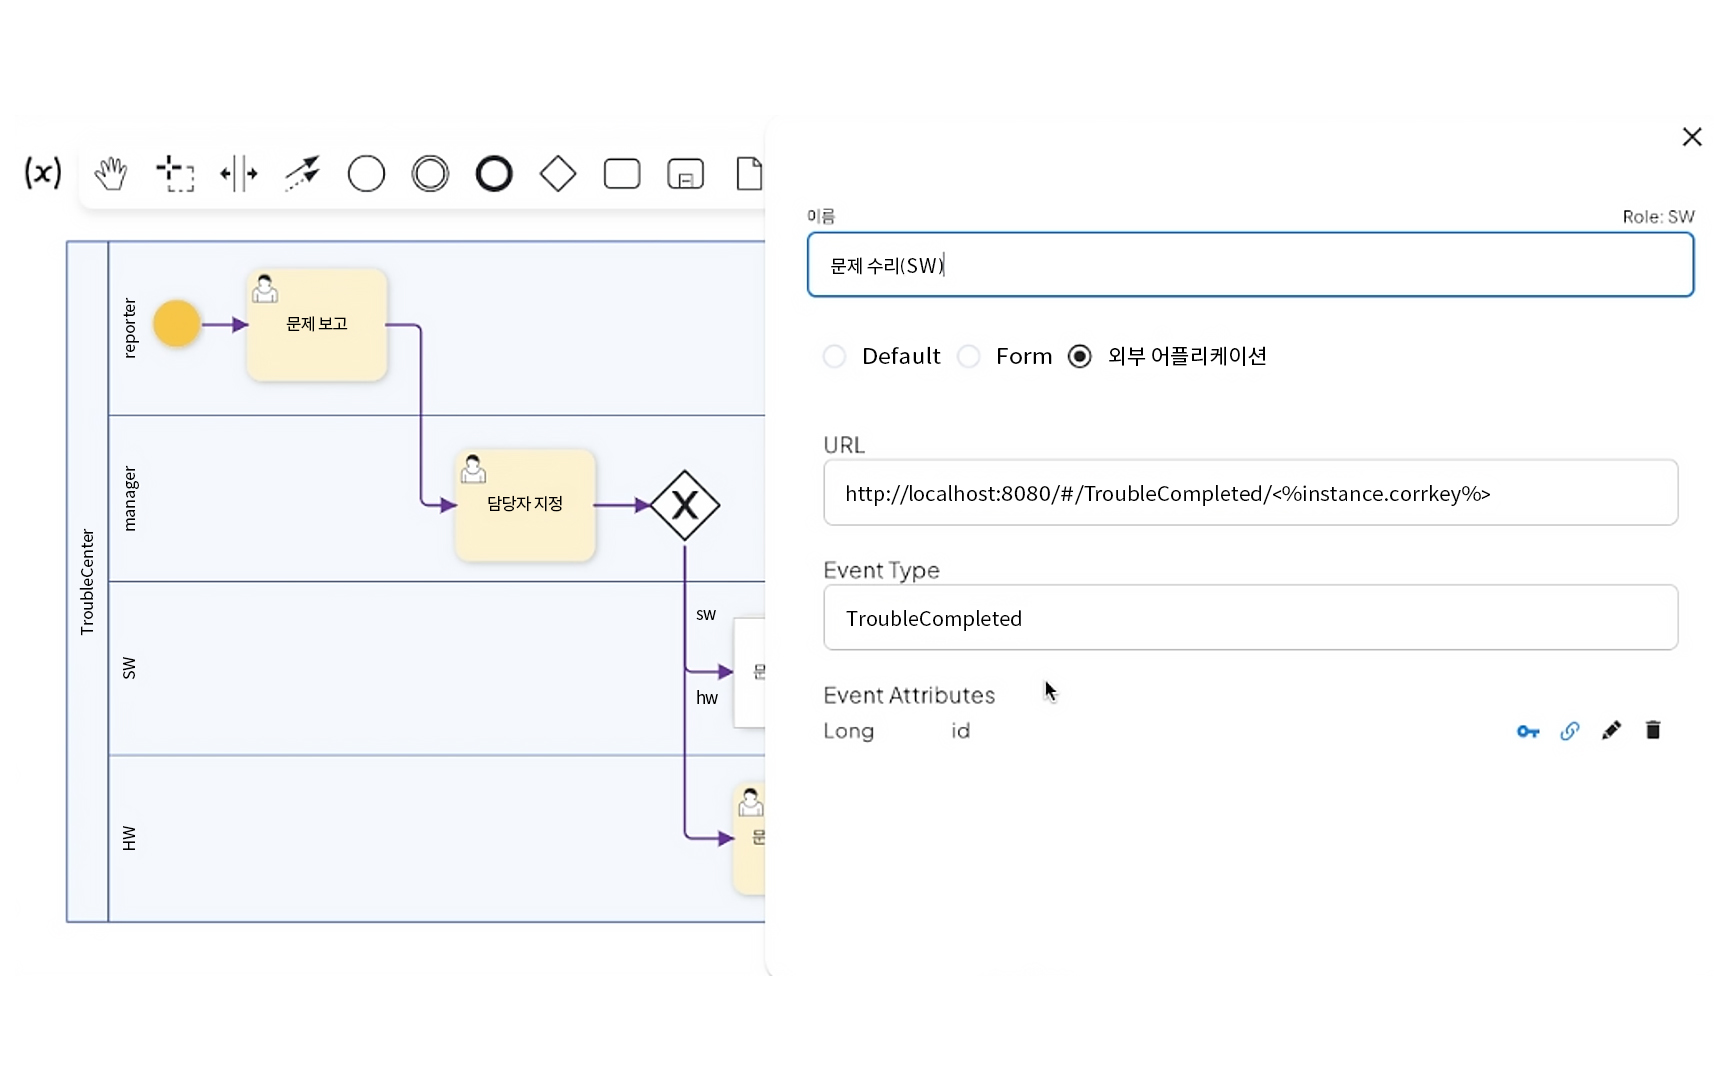 (x)
이름
Role: SW
문제 수리(SW)
Default
Form
외부 어플리케이션
URL
http://localhost:8080/#/TroubleCompleted/<%instance.corrkey%>
Event Type
TroubleCompleted
Event Attributes
Long
id
TroubleCenter
reporter
문제 보고
manager
담당자 지정
X
SW
sw
문
hw
HW
문